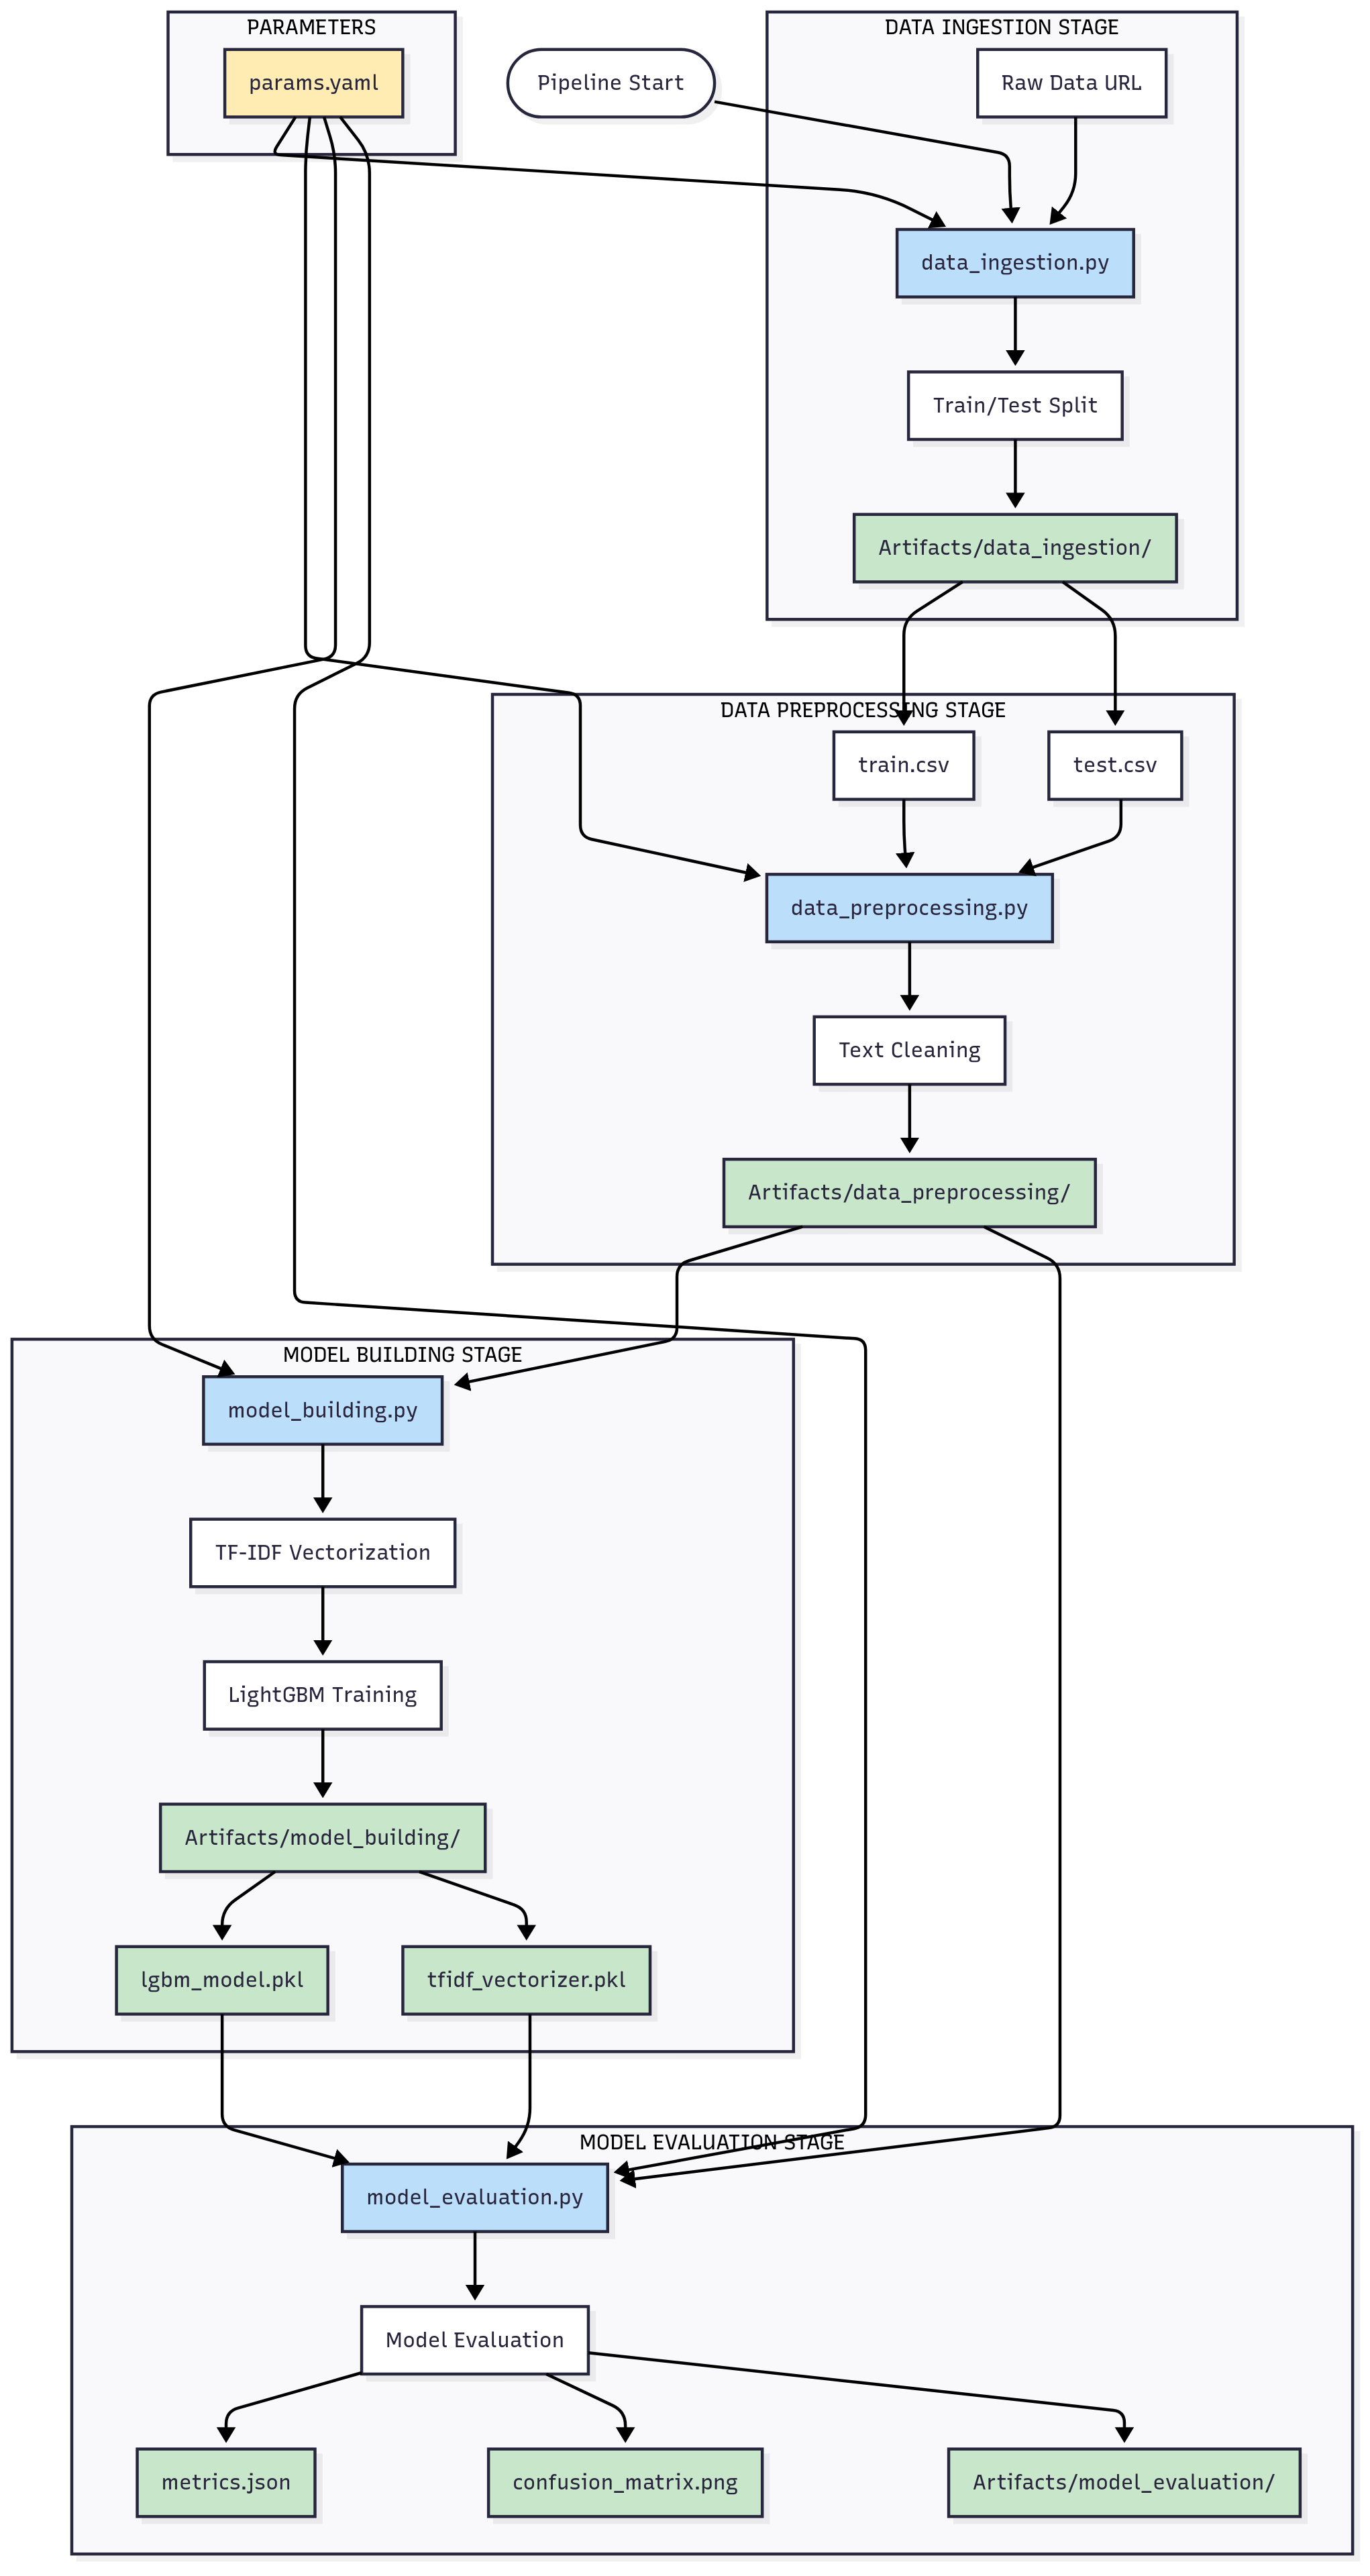 PARAMETERS
params.yaml
Pipeline Start
DATA INGESTION STAGE
Raw Data URL
data_ingestion.py
Train/Test Split
Artifacts/data_ingestion/
DATA PREPROCESSING STAGE
train.csv
test.csv
data_preprocessing.py
Text Cleaning
Artifacts/data_preprocessing/
MODEL BUILDING STAGE
model_building.py
TF-IDF Vectorization
LightGBM Training
Artifacts/model_building/
lgbm_model.pkl
tfidf_vectorizer.pkl
MODEL EVALUATION STAGE
model_evaluation.py
Model Evaluation
metrics.json
confusion_matrix.png
Artifacts/model_evaluation/